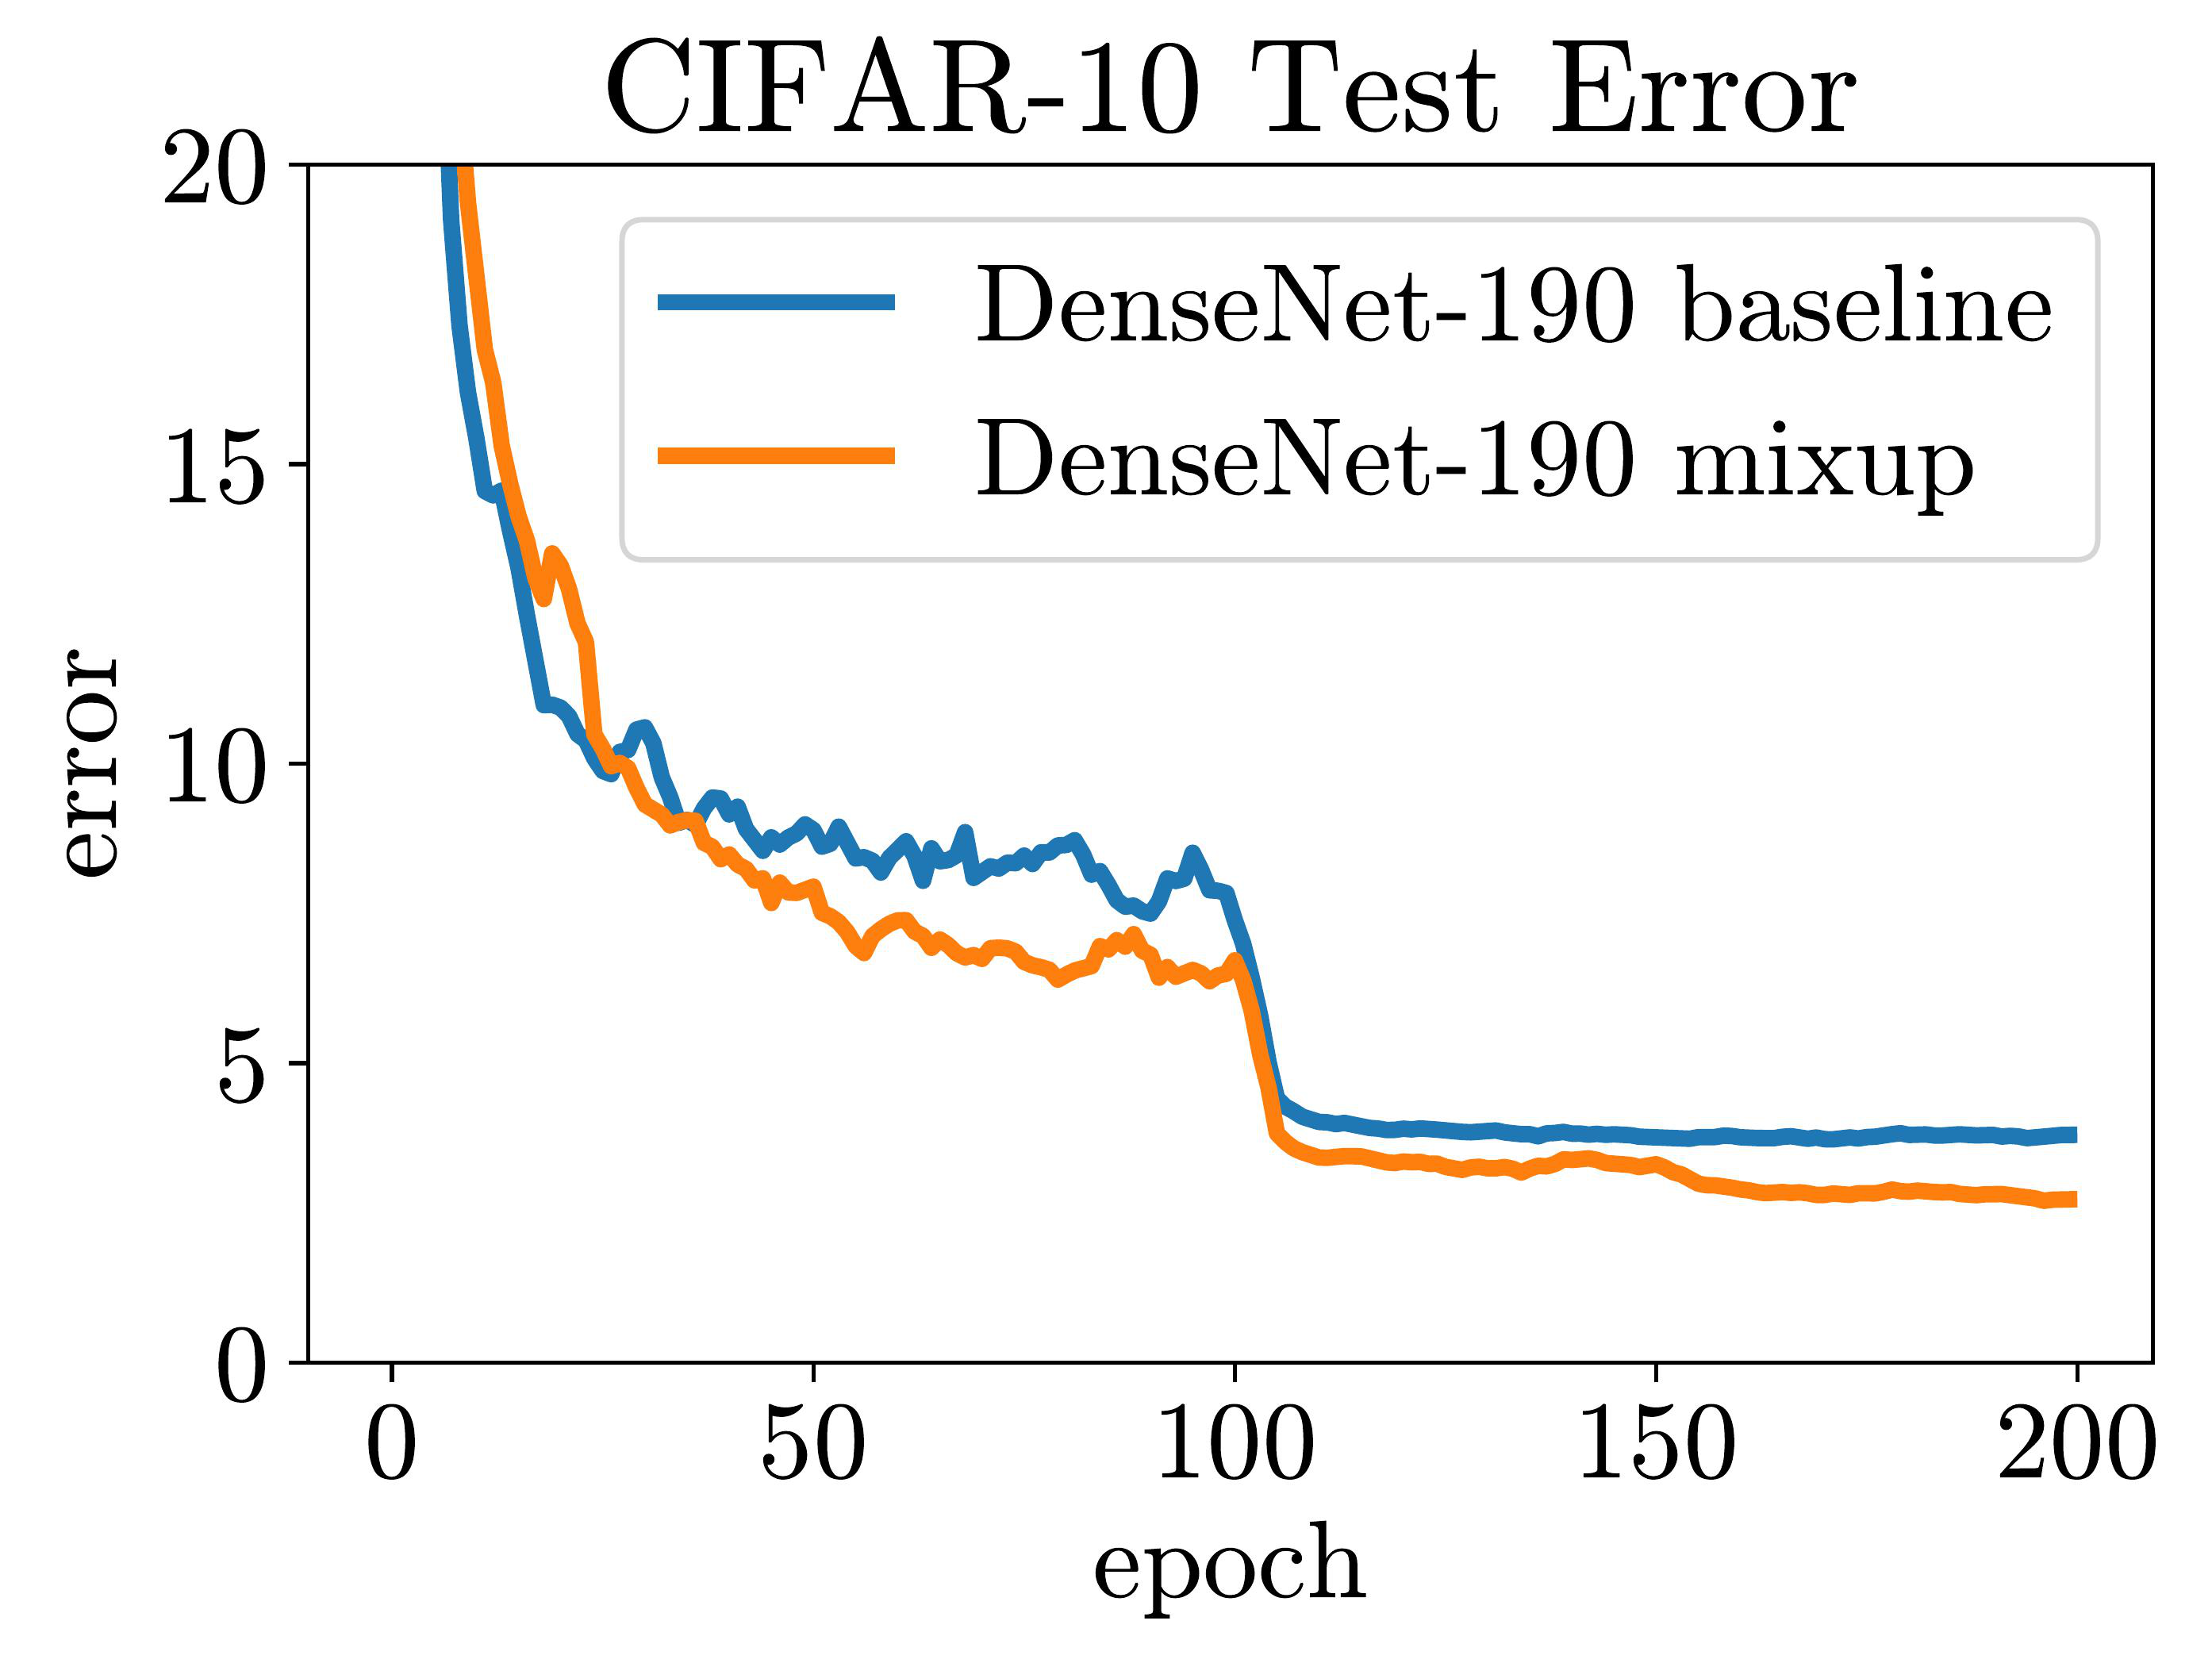 CIFAR-10 Test Error
20
15
10
5
0
error
DenseNet-190 baseline
DenseNet-190 mixup
0 50 100 150 200
epoch